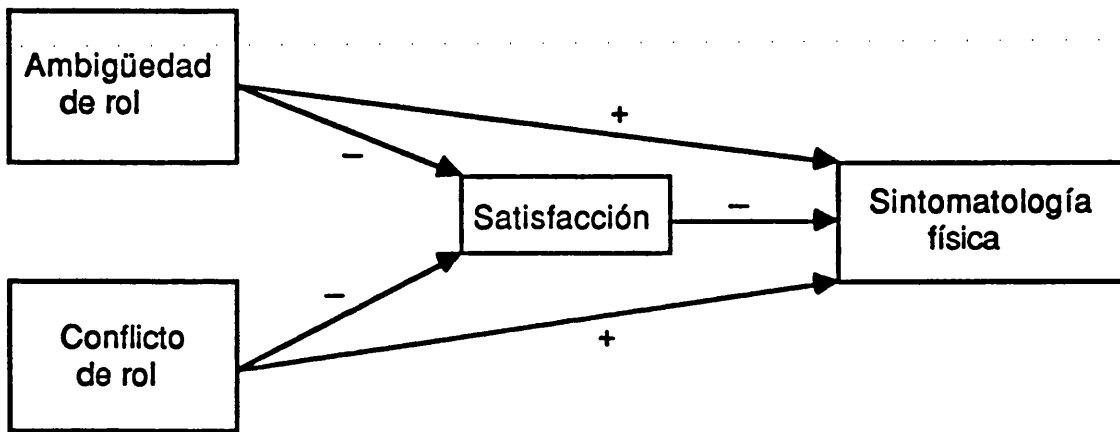 Ambigüedad
de rol
+
−
Satisfacción
−
Sintomatología
física
−
Conflicto
de rol
+